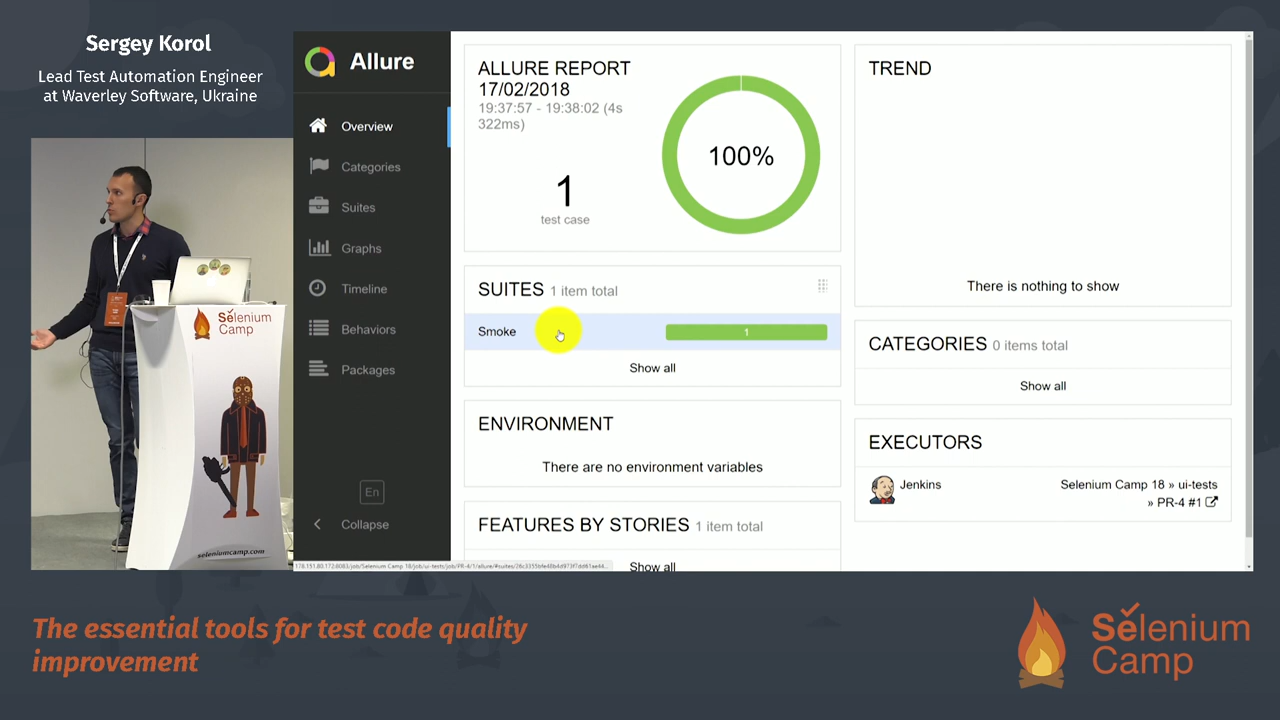 Sergey Korol
Lead Test Automation Engineer
at Waverley Software, Ukraine
Selenium
Camp
seleniumcamp.com
Allure
Overview
Categories
Suites
Graphs
Timeline
Behaviors
Packages
En
Collapse
ALLURE REPORT
17/02/2018
19:37:57 - 19:38:02 (4s
322ms)
1
test case
100%
SUITES 1 item total
Smoke
1
Show all
ENVIRONMENT
There are no environment variables
FEATURES BY STORIES 1 item total
Show all
TREND
There is nothing to show
CATEGORIES 0 items total
Show all
EXECUTORS
Jenkins
Selenium Camp 18 » ui-tests
» PR-4 #1
The essential tools for test code quality
improvement
Selenium
Camp